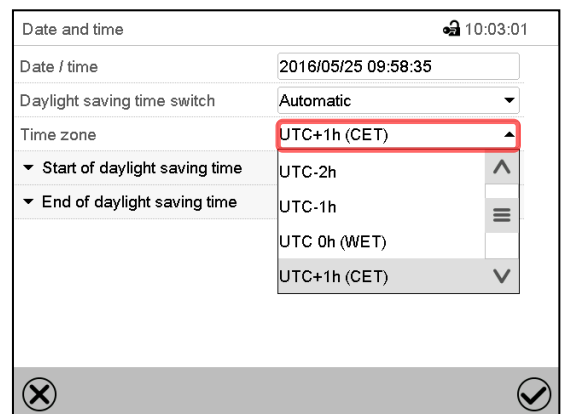 Date and time 10:03:01
Date / time 2016/05/25 09:58:35
Daylight saving time switch Automatic
Time zone UTC+1h (CET)
Start of daylight saving time UTC-2h
UTC-1h
End of daylight saving time
UTC 0h (WET)
UTC+1h (CET)